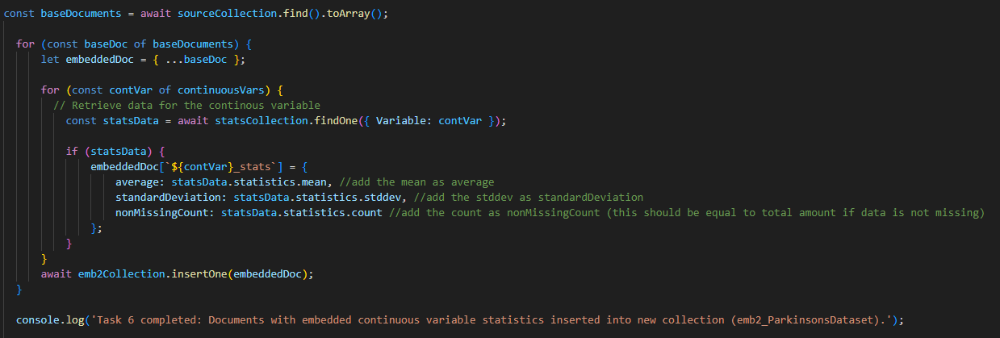 const baseDocuments = await sourceCollection.find().toArray();
for (const baseDoc of baseDocuments) {
let embeddedDoc = { ...baseDoc };
for (const contVar of continuousVars) {
// Retrieve data for the continous variable
const statsData = await statsCollection.findOne({ Variable: contVar });
if (statsData) {
embeddedDoc[`${contVar}_stats`] = {
average: statsData.statistics.mean, //add the mean as average
standardDeviation: statsData.statistics.stddev, //add the stddev as standardDeviation
nonMissingCount: statsData.statistics.count //add the count as nonMissingCount (this should be equal to total amount if data is not missing)
};
}
}
await emb2Collection.insertOne(embeddedDoc);
}
console.log('Task 6 completed: Documents with embedded continuous variable statistics inserted into new collection (emb2_ParkinsonsDataset).');